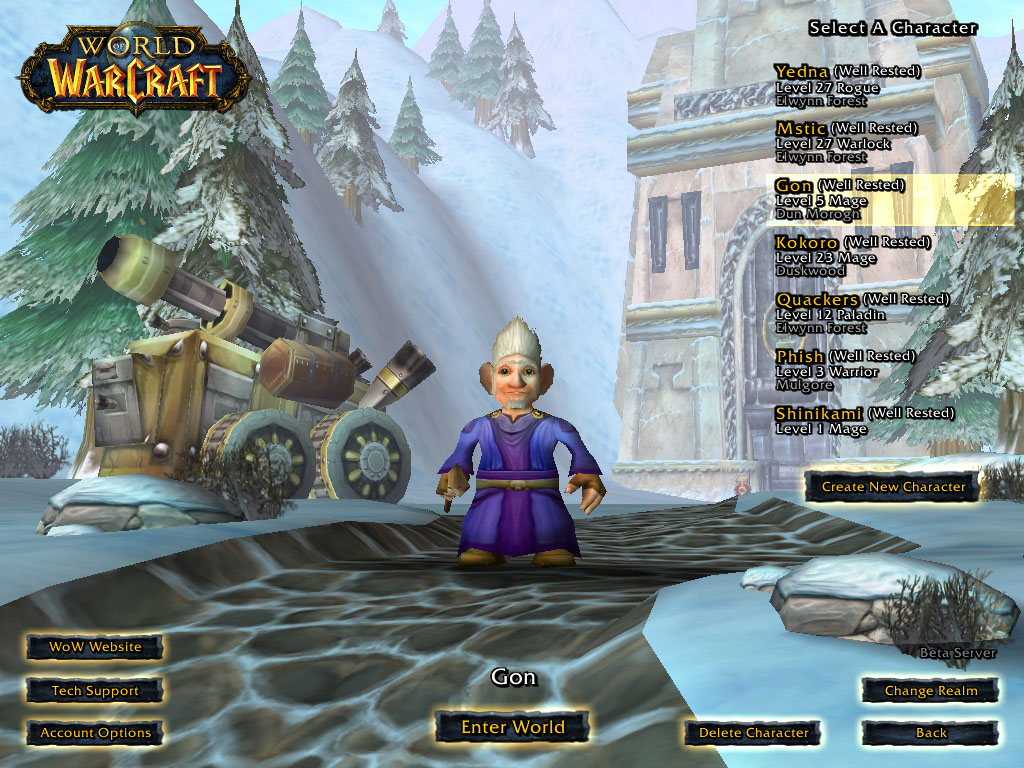 WORLD
OF
WARCRAFT
Select A Character
Yedna (Well Rested)
Level 27 Rogue
Elwynn Forest
Mstic (Well Rested)
Level 27 Warlock
Elwynn Forest
Gon (Well Rested)
Level 5 Mage
Dun Morogh
Kokoro (Well Rested)
Level 23 Mage
Duskwood
Quackers (Well Rested)
Level 12 Paladin
Elwynn Forest
Phish (Well Rested)
Level 3 Warrior
Mulgore
Shinikami (Well Rested)
Level 1 Mage
Create New Character
WoW Website
Tech Support
Account Options
Gon
Enter World
Beta Server
Change Realm
Delete Character
Back